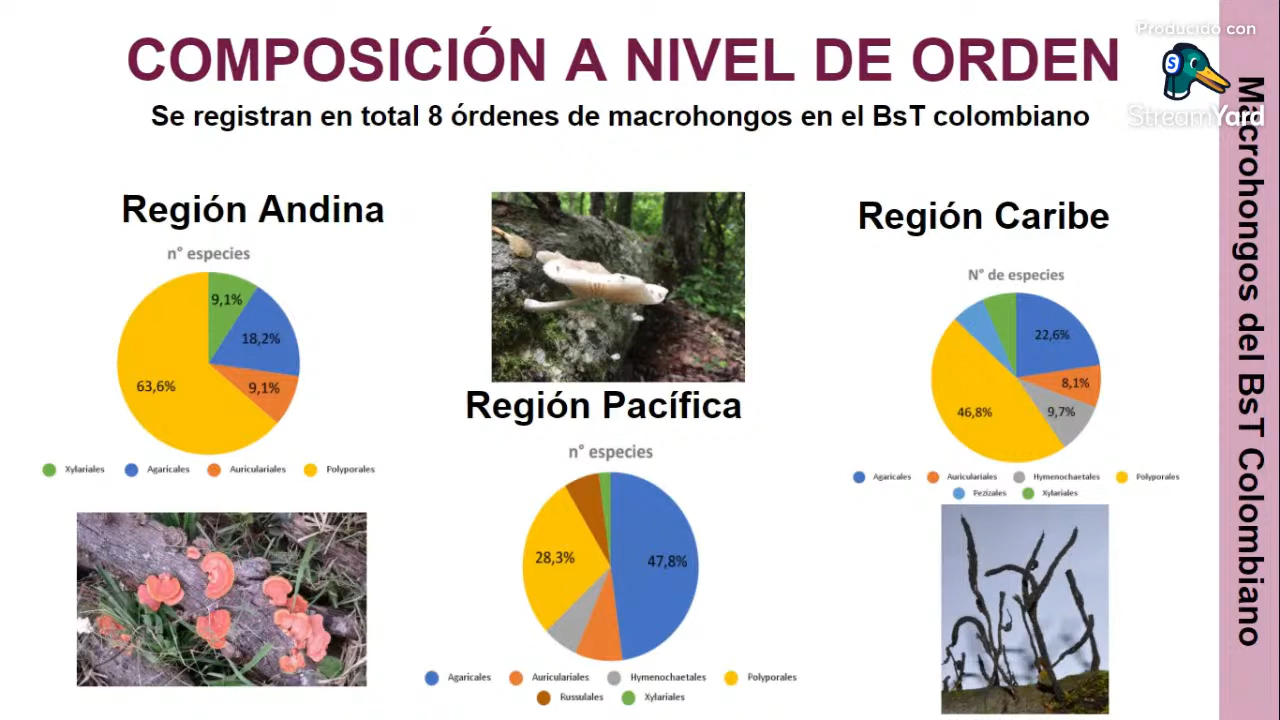 COMPOSICIÓN A NIVEL DE ORDEN
Se registran en total 8 órdenes de macrohongos en el BsT colombiano
Producido con
StreamYard
Macrohongos del BsT Colombiano
Región Andina
n° especies
9,1%
18,2%
9,1%
63,6%
Xylariales Agaricales Auriculariales Polyporales
Región Pacífica
n° especies
47,8%
28,3%
Agaricales Auriculariales Hymenochaetales Polyporales
Russulales Xylariales
Región Caribe
N° de especies
22,6%
8,1%
9,7%
46,8%
Agaricales Auriculariales Hymenochaetales Polyporales
Pezizales Xylariales